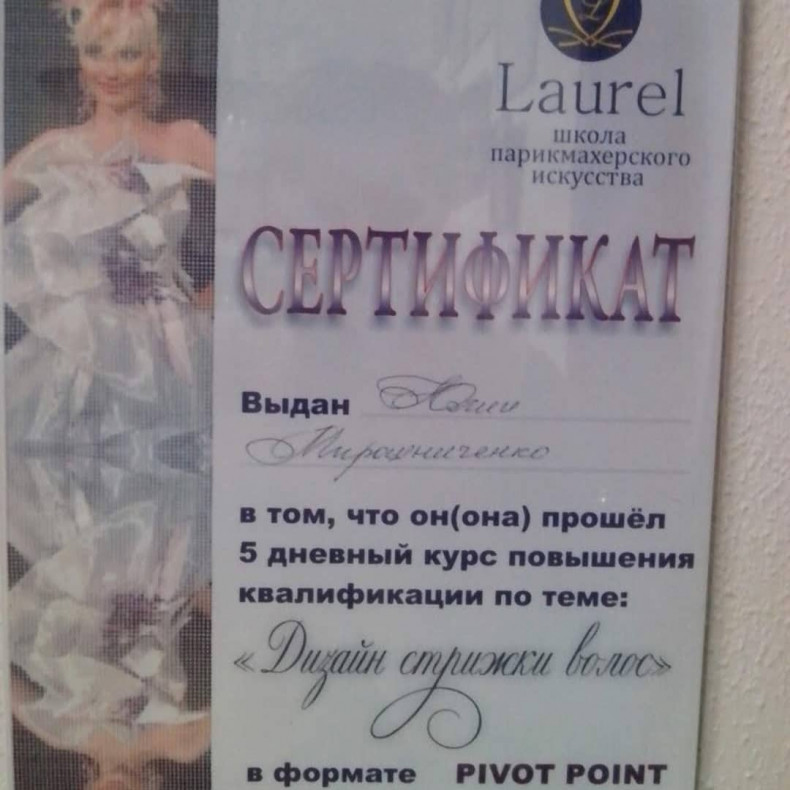 Laurel
школа
парикмахерского
искусства
СЕРТИФИКАТ
Выдан Юлии
Мирошниченко
в том, что он(она) прошёл
5 дневный курс повышения
квалификации по теме:
«Дизайн стрижки волос»
в формате PIVOT POINT